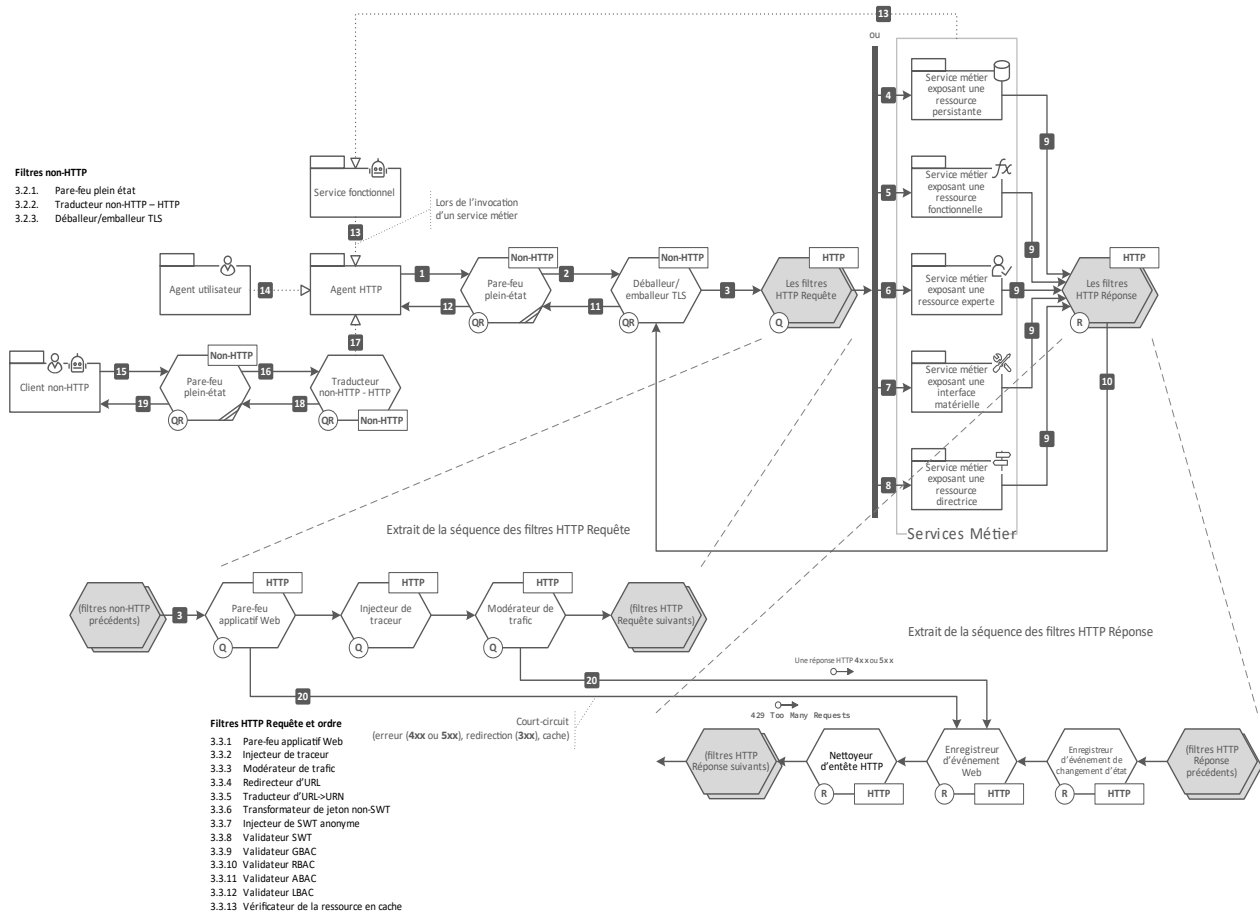 13
ou
Service métier
exposant une
ressource
persistante
4
9
Filtres non-HTTP
3.2.1. Pare-feu plein état
3.2.2. Traducteur non-HTTP – HTTP
3.2.3. Déballeur/emballeur TLS
Service fonctionnel
13
Lors de l'invocation
d'un service métier
Service métier
exposant une
ressource
fonctionnelle
fx
5
9
Agent utilisateur
14
Agent HTTP
1
12
Non-HTTP
Pare-feu
plein-état
QR
2
11
Non-HTTP
Déballeur/
emballeur TLS
QR
3
HTTP
Les filtres
HTTP Requête
Q
6
Service métier
exposant une
ressource experte
9
HTTP
Les filtres
HTTP Réponse
R
17
Client non-HTTP
15
19
Non-HTTP
Pare-feu
plein-état
QR
16
18
Traducteur
non-HTTP - HTTP
QR
Non-HTTP
7
Service métier
exposant une
interface
matérielle
9
10
8
Service métier
exposant une
ressource
directrice
9
Services Métier
Extrait de la séquence des filtres HTTP Requête
(filtres non-HTTP
précédents)
3
HTTP
Pare-feu
applicatif Web
Q
HTTP
Injecteur de
traceur
Q
HTTP
Modérateur de
trafic
Q
(filtres HTTP
Requête suivants)
Extrait de la séquence des filtres HTTP Réponse
Une réponse HTTP 4xx ou 5xx
20
20
429 Too Many Requests
Court-circuit
(erreur (4xx ou 5xx), redirection (3xx), cache)
(filtres HTTP
Réponse suivants)
Nettoyeur
d'entête HTTP
R
HTTP
Enregistreur
d'événement
Web
R
HTTP
Enregistreur
d'événement de
changement d'état
R
HTTP
(filtres HTTP
Réponse
précédents)
Filtres HTTP Requête et ordre
3.3.1 Pare-feu applicatif Web
3.3.2 Injecteur de traceur
3.3.3 Modérateur de trafic
3.3.4 Redirecteur d'URL
3.3.5 Traducteur d'URL->URN
3.3.6 Transformateur de jeton non-SWT
3.3.7 Injecteur de SWT anonyme
3.3.8 Validateur SWT
3.3.9 Validateur GBAC
3.3.10 Validateur RBAC
3.3.11 Validateur ABAC
3.3.12 Validateur LBAC
3.3.13 Vérificateur de la ressource en cache